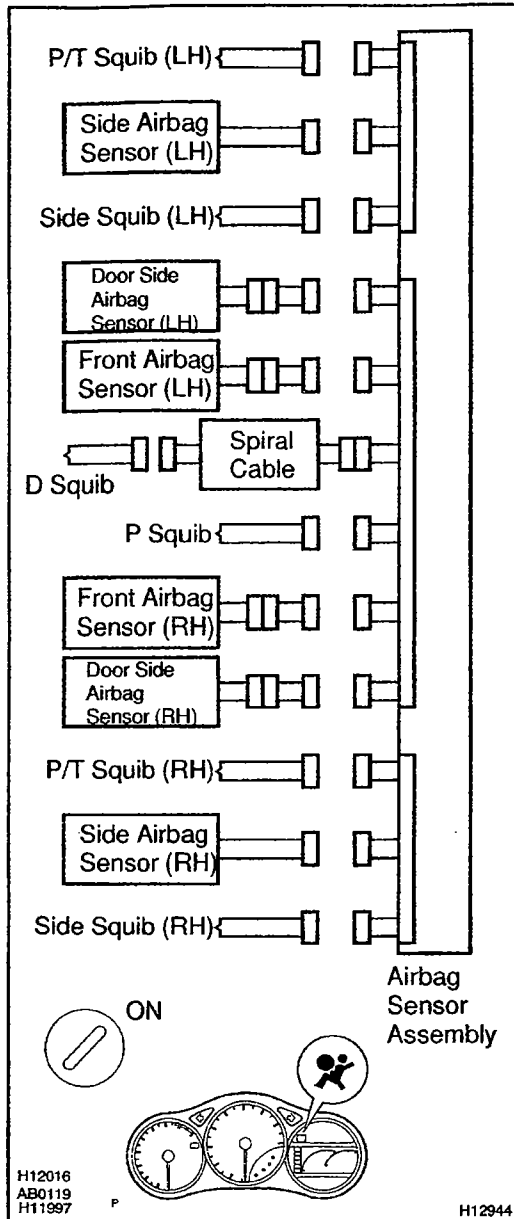 P/T Squib (LH)
Side Airbag
Sensor (LH)
Side Squib (LH)
Door Side
Airbag
Sensor (LH)
Front Airbag
Sensor (LH)
Spiral
Cable
D Squib
P Squib
Front Airbag
Sensor (RH)
Door Side
Airbag
Sensor (RH)
P/T Squib (RH)
Side Airbag
Sensor (RH)
Side Squib (RH)
Airbag
Sensor
Assembly
ON
H12016
AB0119
H11997
P
H12944